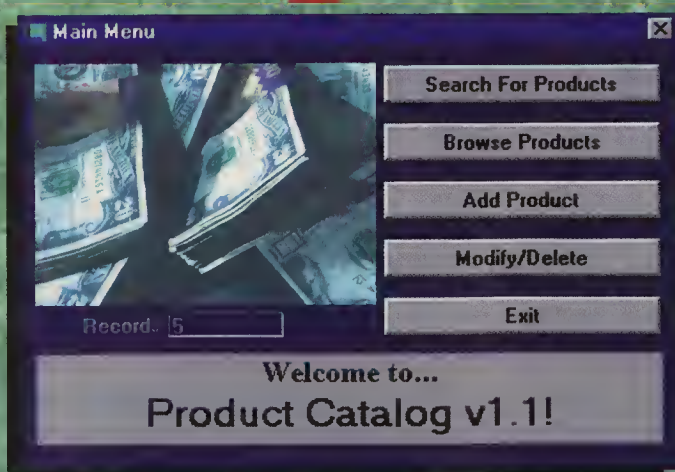 Main Menu
Search For Products
Browse Products
Add Product
Modify/Delete
Exit
Record.. 5
Welcome to...
Product Catalog v1.1!